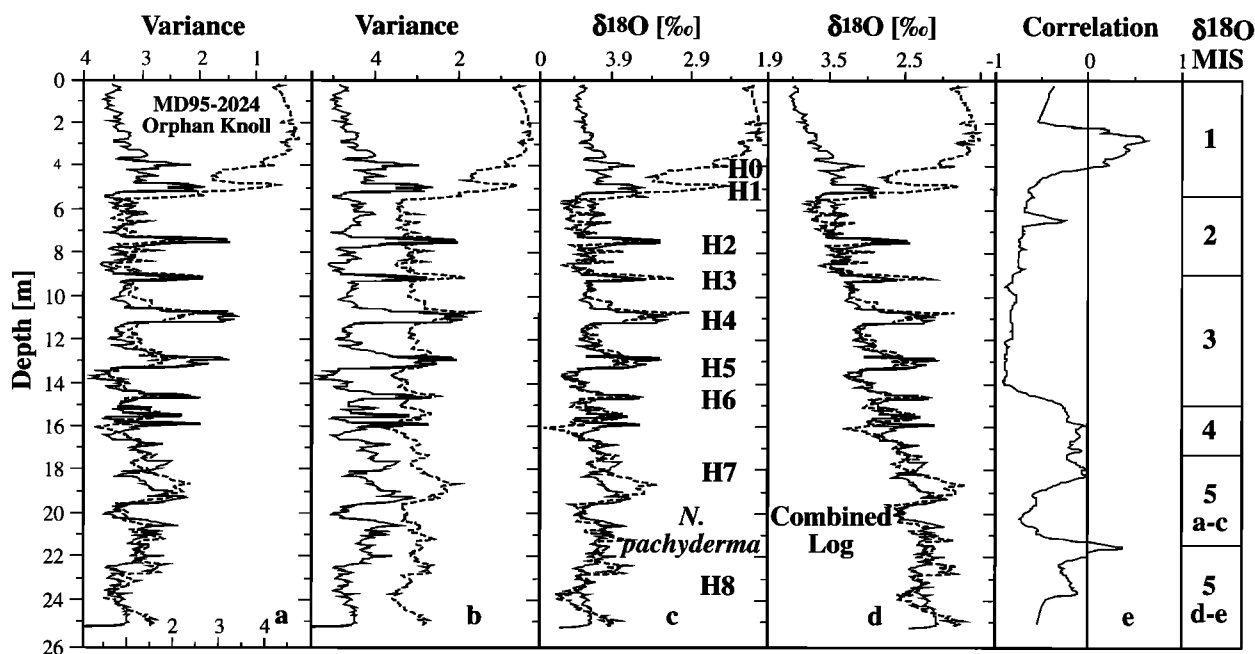 Variance Variance δ18O [‰] δ18O [‰] Correlation δ18O
4 3 2 1 4 2 0 3.9 2.9 1.9 3.5 2.5 -1 0 1 MIS
0
MD95-2024
Orphan Knoll
2
1
4
H0
H1
6
2
H2
8
H3
10
H4
3
12
H5
14
H6
16
4
18
H7
5
a-c
20
N.
pachyderma
Combined
Log
22
H8
5
d-e
24
a b c d e
2 3 4
26
Depth [m]